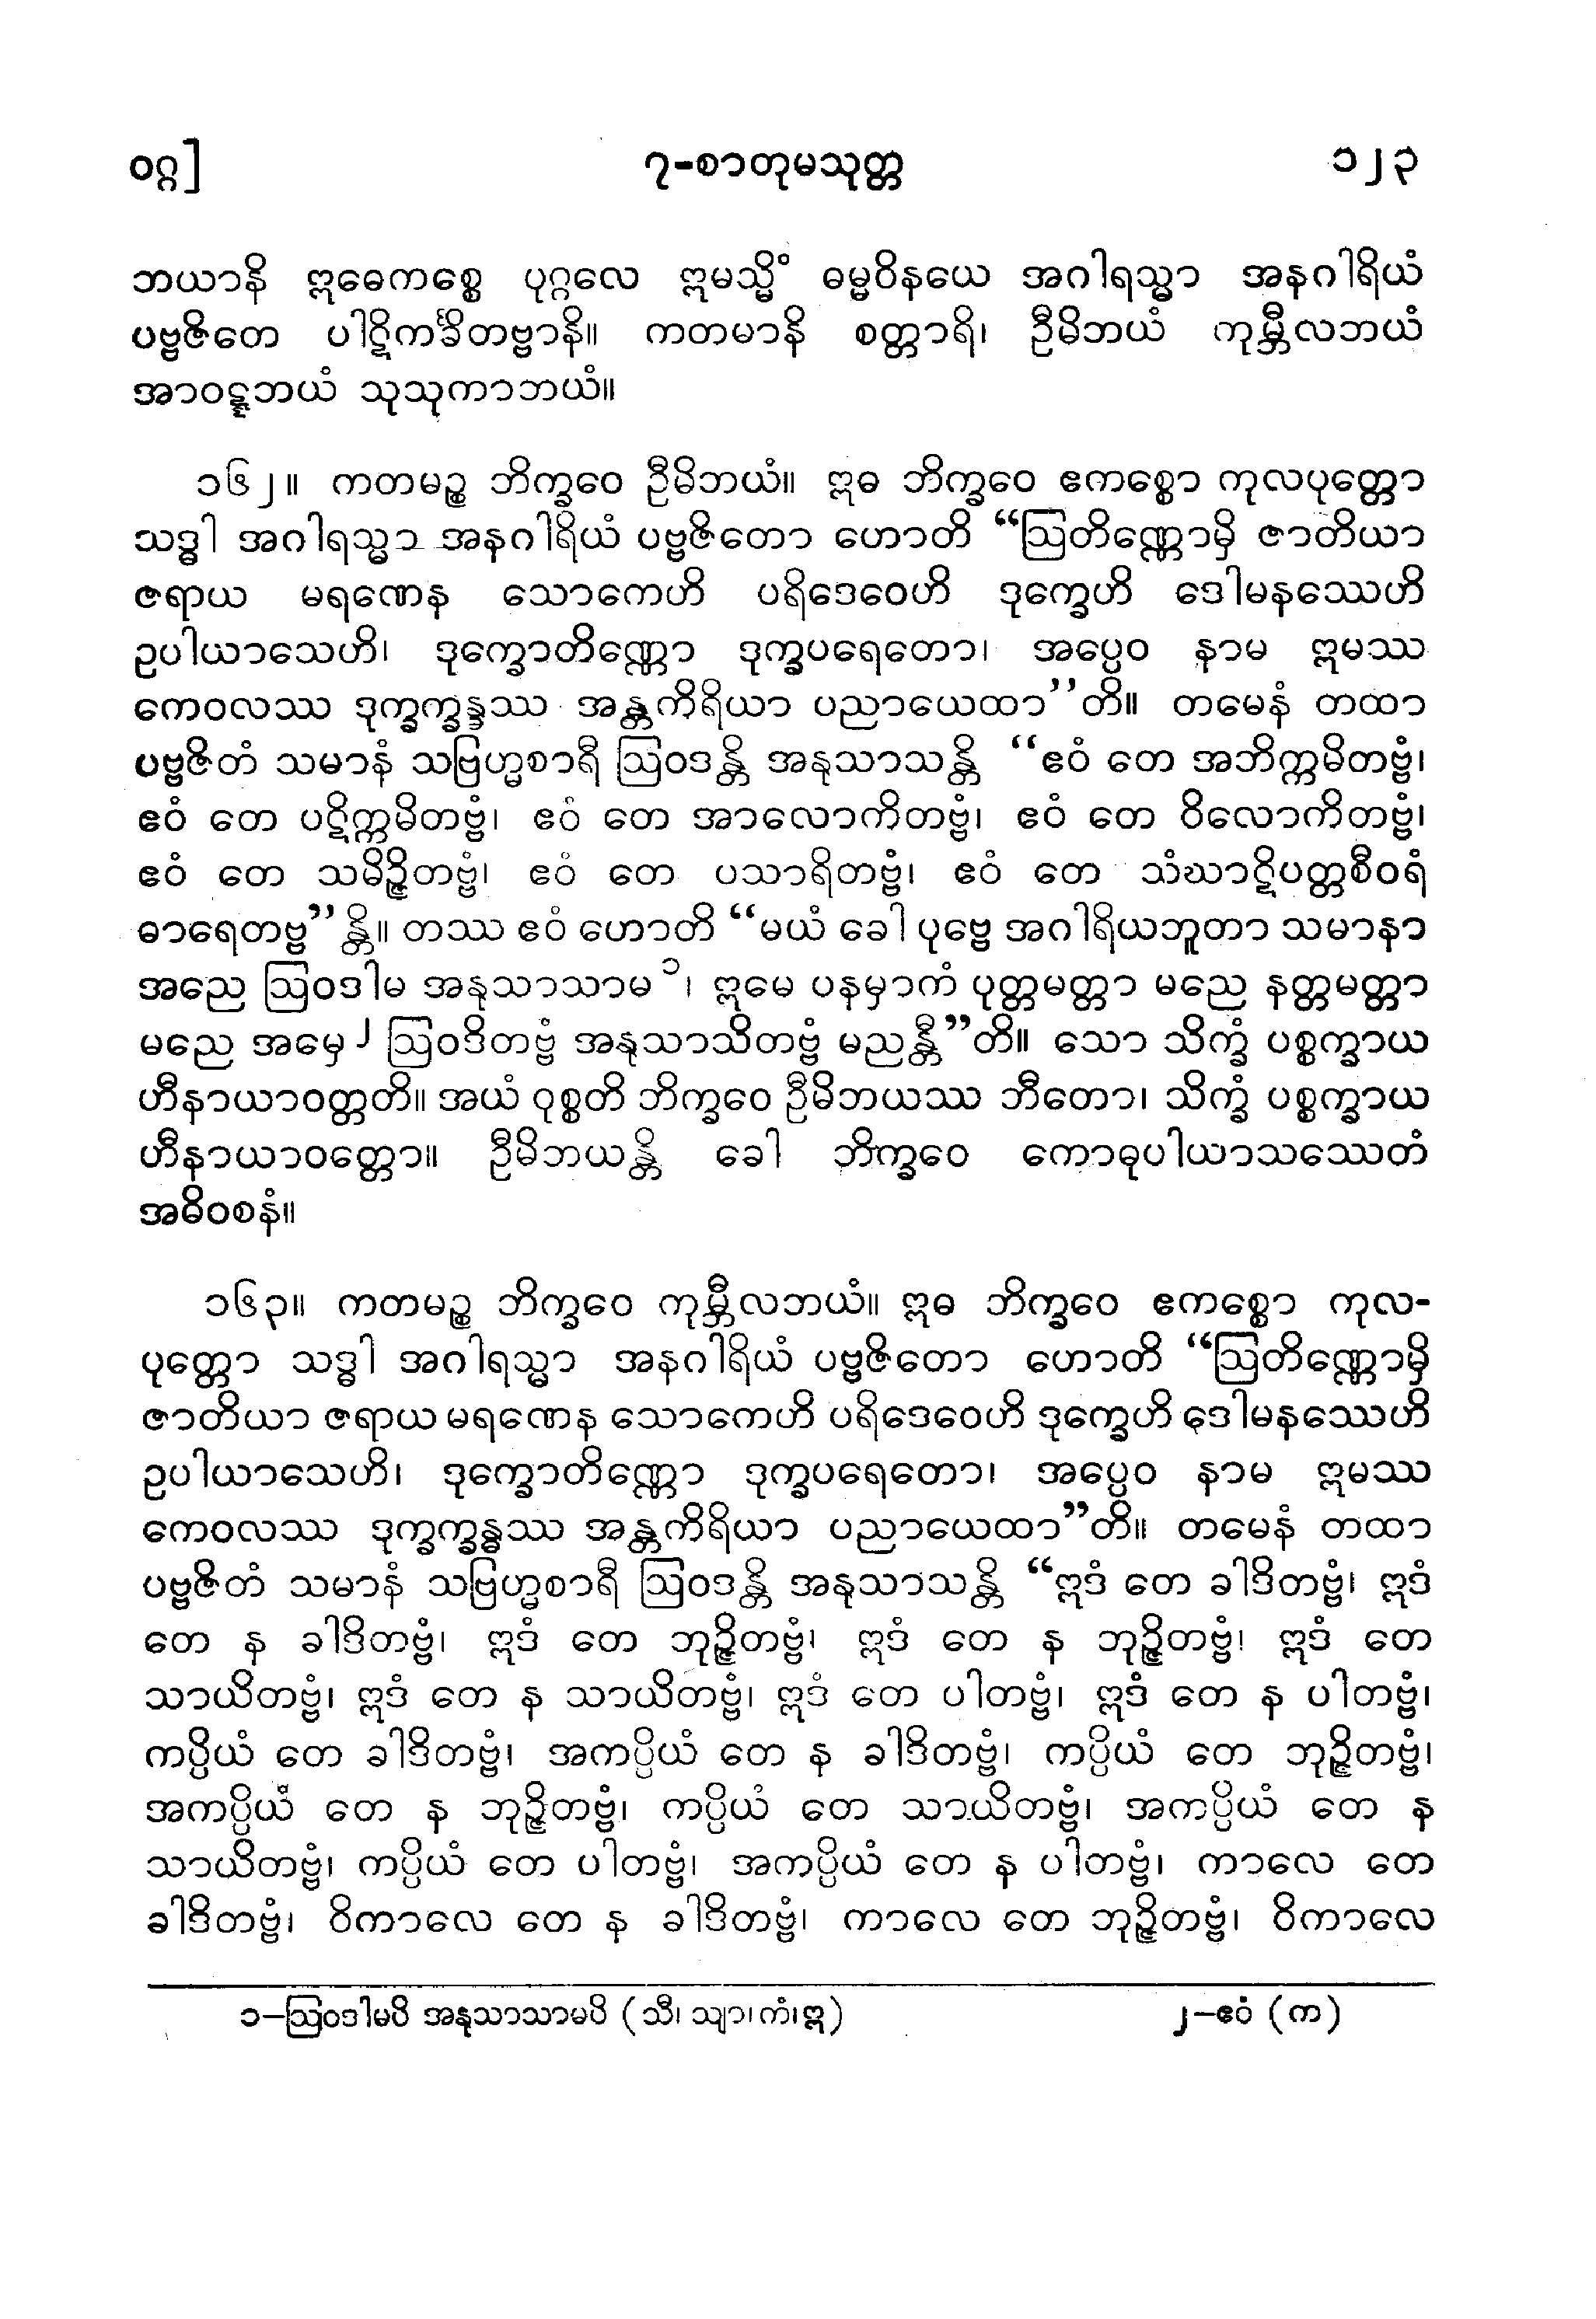 ဝဂ္ဂ] ၇-စာတုမသုတ္တ ၁၂၃
ဘယာနိ ဣဓေကစ္စေ ပုဂ္ဂလေ ဣမသ္မိံ ဓမ္မဝိနယေ အဂါရသ္မာ အနဂါရိယံ
ပဗ္ဗဇိတေ ပါဋိကင်္ခိတဗ္ဗာနိ။ ကတမာနိ စတ္တာရိ၊ ဦမိဘယံ ကုမ္ဘီလဘယံ
အာဝဋ္ဋဘယံ သုသုကာဘယံ။
၁၆၂။ ကတမဉ္စ ဘိက္ခဝေ ဦမိဘယံ။ ဣဓ ဘိက္ခဝေ ဧကစ္စော ကုလပုတ္တော
သဒ္ဓါ အဂါရသ္မာ အနဂါရိယံ ပဗ္ဗဇိတော ဟောတိ “ဩတိဏ္ဏောမှိ ဇာတိယာ
ဇရာယ မရဏေန သောကေဟိ ပရိဒေဝေဟိ ဒုက္ခေဟိ ဒေါမနဿေဟိ
ဥပါယာသေဟိ၊ ဒုက္ခောတိဏ္ဏော ဒုက္ခပရေတော၊ အပ္ပေဝ နာမ ဣမဿ
ကေဝလဿ ဒုက္ခက္ခန္ဓဿ အန္တကိရိယာ ပညာယေထာ”တိ။ တမေနံ တထာ
ပဗ္ဗဇိတံ သမာနံ သဗြဟ္မစာရီ ဩဝဒန္တိ အနုသာသန္တိ “ဧဝံ တေ အဘိက္ကမိတဗ္ဗံ၊
ဧဝံ တေ ပဋိက္ကမိတဗ္ဗံ၊ ဧဝံ တေ အာလောကိတဗ္ဗံ၊ ဧဝံ တေ ဝိလောကိတဗ္ဗံ၊
ဧဝံ တေ သမိဉ္ဇိတဗ္ဗံ၊ ဧဝံ တေ ပသာရိတဗ္ဗံ၊ ဧဝံ တေ သံဃာဋိပတ္တစီဝရံ
ဓာရေတဗ္ဗ”န္တိ။ တဿ ဧဝံ ဟောတိ “မယံ ခေါ ပုဗ္ဗေ အဂါရိယဘူတာ သမာနာ
အညေ ဩဝဒါမ အနုသာသာမ ၁၊ ဣမေ ပနမှာကံ ပုတ္တမတ္တာ မညေ နတ္တမတ္တာ
မညေ အမှေ ၂ ဩဝဒိတဗ္ဗံ အနုသာသိတဗ္ဗံ မညန္တီ”တိ။ သော သိက္ခံ ပစ္စက္ခာယ
ဟီနာယာဝတ္တတိ။ အယံ ဝုစ္စတိ ဘိက္ခဝေ ဦမိဘယဿ ဘီတော၊ သိက္ခံ ပစ္စက္ခာယ
ဟီနာယာဝတ္တော။ ဦမိဘယန္တိ ခေါ ဘိက္ခဝေ ကောဓုပါယာသဿေတံ
အဓိဝစနံ။
၁၆၃။ ကတမဉ္စ ဘိက္ခဝေ ကုမ္ဘီလဘယံ။ ဣဓ ဘိက္ခဝေ ဧကစ္စော ကုလ-
ပုတ္တော သဒ္ဓါ အဂါရသ္မာ အနဂါရိယံ ပဗ္ဗဇိတော ဟောတိ “ဩတိဏ္ဏောမှိ
ဇာတိယာ ဇရာယ မရဏေန သောကေဟိ ပရိဒေဝေဟိ ဒုက္ခေဟိ ဒေါမနဿေဟိ
ဥပါယာသေဟိ၊ ဒုက္ခောတိဏ္ဏော ဒုက္ခပရေတော၊ အပ္ပေဝ နာမ ဣမဿ
ကေဝလဿ ဒုက္ခက္ခန္ဓဿ အန္တကိရိယာ ပညာယေထာ”တိ။ တမေနံ တထာ
ပဗ္ဗဇိတံ သမာနံ သဗြဟ္မစာရီ ဩဝဒန္တိ အနုသာသန္တိ “ဣဒံ တေ ခါဒိတဗ္ဗံ၊ ဣဒံ
တေ န ခါဒိတဗ္ဗံ၊ ဣဒံ တေ ဘုဉ္ဇိတဗ္ဗံ၊ ဣဒံ တေ န ဘုဉ္ဇိတဗ္ဗံ၊ ဣဒံ တေ
သာယိတဗ္ဗံ၊ ဣဒံ တေ န သာယိတဗ္ဗံ၊ ဣဒံ တေ ပါတဗ္ဗံ၊ ဣဒံ တေ န ပါတဗ္ဗံ၊
ကပ္ပိယံ တေ ခါဒိတဗ္ဗံ၊ အကပ္ပိယံ တေ န ခါဒိတဗ္ဗံ၊ ကပ္ပိယံ တေ ဘုဉ္ဇိတဗ္ဗံ၊
အကပ္ပိယံ တေ န ဘုဉ္ဇိတဗ္ဗံ၊ ကပ္ပိယံ တေ သာယိတဗ္ဗံ၊ အကပ္ပိယံ တေ န
သာယိတဗ္ဗံ၊ ကပ္ပိယံ တေ ပါတဗ္ဗံ၊ အကပ္ပိယံ တေ န ပါတဗ္ဗံ၊ ကာလေ တေ
ခါဒိတဗ္ဗံ၊ ဝိကာလေ တေ န ခါဒိတဗ္ဗံ၊ ကာလေ တေ ဘုဉ္ဇိတဗ္ဗံ၊ ဝိကာလေ
၁–ဩဝဒါမပိ အနုသာသာမပိ (သီ၊ သျာ၊ ကံ၊ ဣ) ၂–ဧဝံ (က)